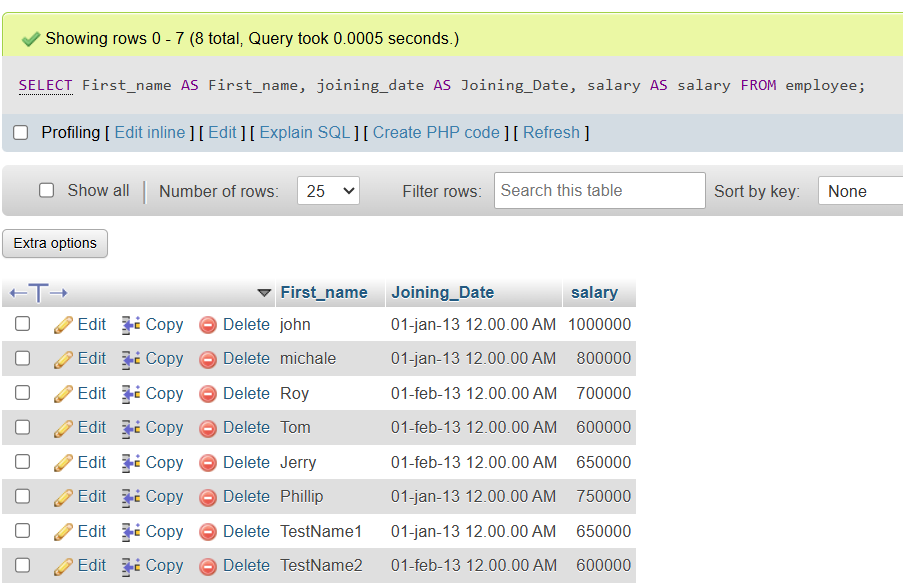 Showing rows 0 - 7 (8 total, Query took 0.0005 seconds.)
SELECT First_name AS First_name, joining_date AS Joining_Date, salary AS salary FROM employee;
Profiling [ Edit inline ] [ Edit ] [ Explain SQL ] [ Create PHP code ] [ Refresh ]
Show all Number of rows: 25 Filter rows: Search this table Sort by key: None
Extra options
First_name Joining_Date salary
Edit Copy Delete john 01-jan-13 12.00.00 AM 1000000
Edit Copy Delete michale 01-jan-13 12.00.00 AM 800000
Edit Copy Delete Roy 01-feb-13 12.00.00 AM 700000
Edit Copy Delete Tom 01-feb-13 12.00.00 AM 600000
Edit Copy Delete Jerry 01-feb-13 12.00.00 AM 650000
Edit Copy Delete Phillip 01-jan-13 12.00.00 AM 750000
Edit Copy Delete TestName1 01-jan-13 12.00.00 AM 650000
Edit Copy Delete TestName2 01-feb-13 12.00.00 AM 600000